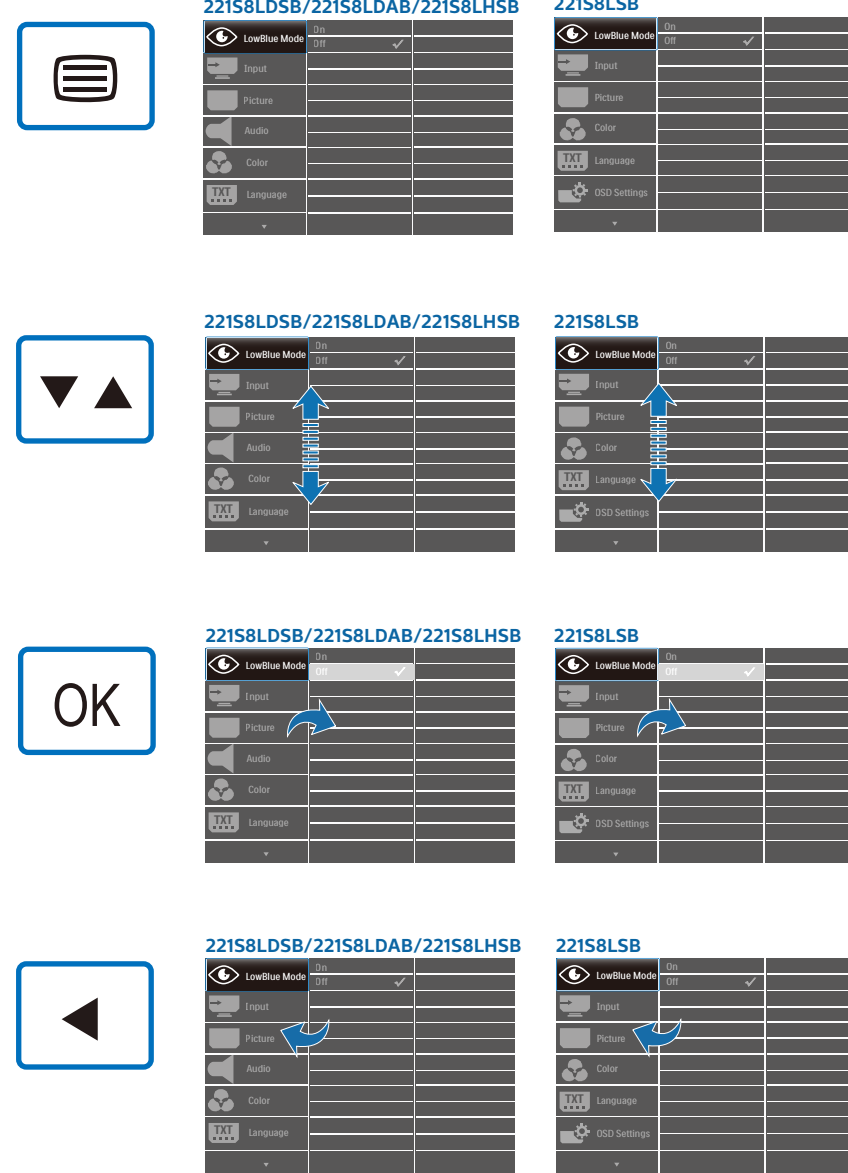 221S8LDSB/221S8LDAB/221S8LHSB
LowBlue Mode
On
Off
Input
Picture
Audio
Color
TXT
Language
221S8LSB
LowBlue Mode
On
Off
Input
Picture
Color
TXT
Language
OSD Settings
221S8LDSB/221S8LDAB/221S8LHSB
LowBlue Mode
On
Off
Input
Picture
Audio
Color
TXT
Language
221S8LSB
LowBlue Mode
On
Off
Input
Picture
Color
TXT
Language
OSD Settings
OK
221S8LDSB/221S8LDAB/221S8LHSB
LowBlue Mode
On
Off
Input
Picture
Audio
Color
TXT
Language
221S8LSB
LowBlue Mode
On
Off
Input
Picture
Color
TXT
Language
OSD Settings
221S8LDSB/221S8LDAB/221S8LHSB
LowBlue Mode
On
Off
Input
Picture
Audio
Color
TXT
Language
221S8LSB
LowBlue Mode
On
Off
Input
Picture
Color
TXT
Language
OSD Settings